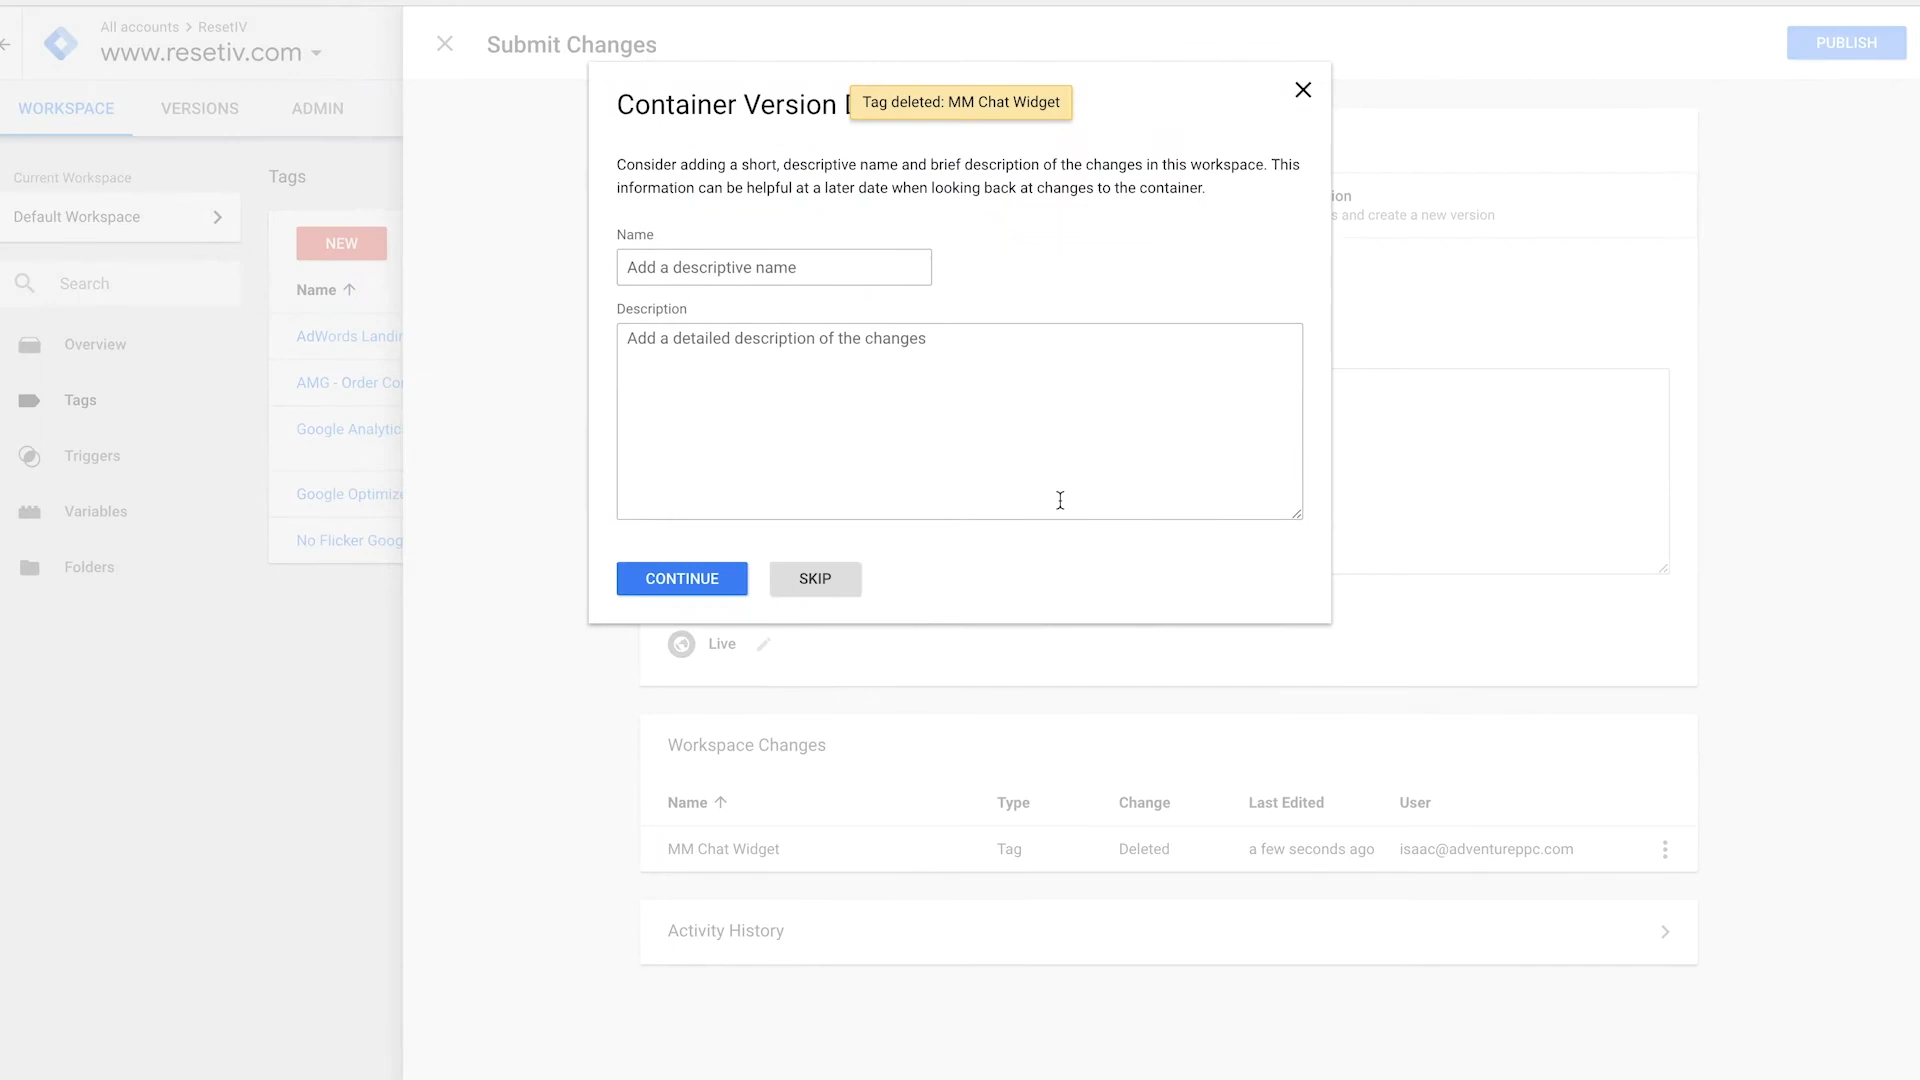 All accounts > ResetIV
www.resetiv.com
Submit Changes
PUBLISH
WORKSPACE
VERSIONS
ADMIN
Container Version
Tag deleted: MM Chat Widget
Consider adding a short, descriptive name and brief description of the changes in this workspace. This
information can be helpful at a later date when looking back at changes to the container.
Name
Add a descriptive name
Description
Add a detailed description of the changes
CONTINUE
SKIP
Current Workspace
Default Workspace
Search
Overview
Tags
Triggers
Variables
Folders
Tags
NEW
Name
AdWords Landin
AMG - Order Co
Google Analytic
Google Optimize
No Flicker Goog
ion
s and create a new version
Live
Workspace Changes
Name
Type
Change
Last Edited
User
MM Chat Widget
Tag
Deleted
a few seconds ago
isaac@adventureppc.com
Activity History